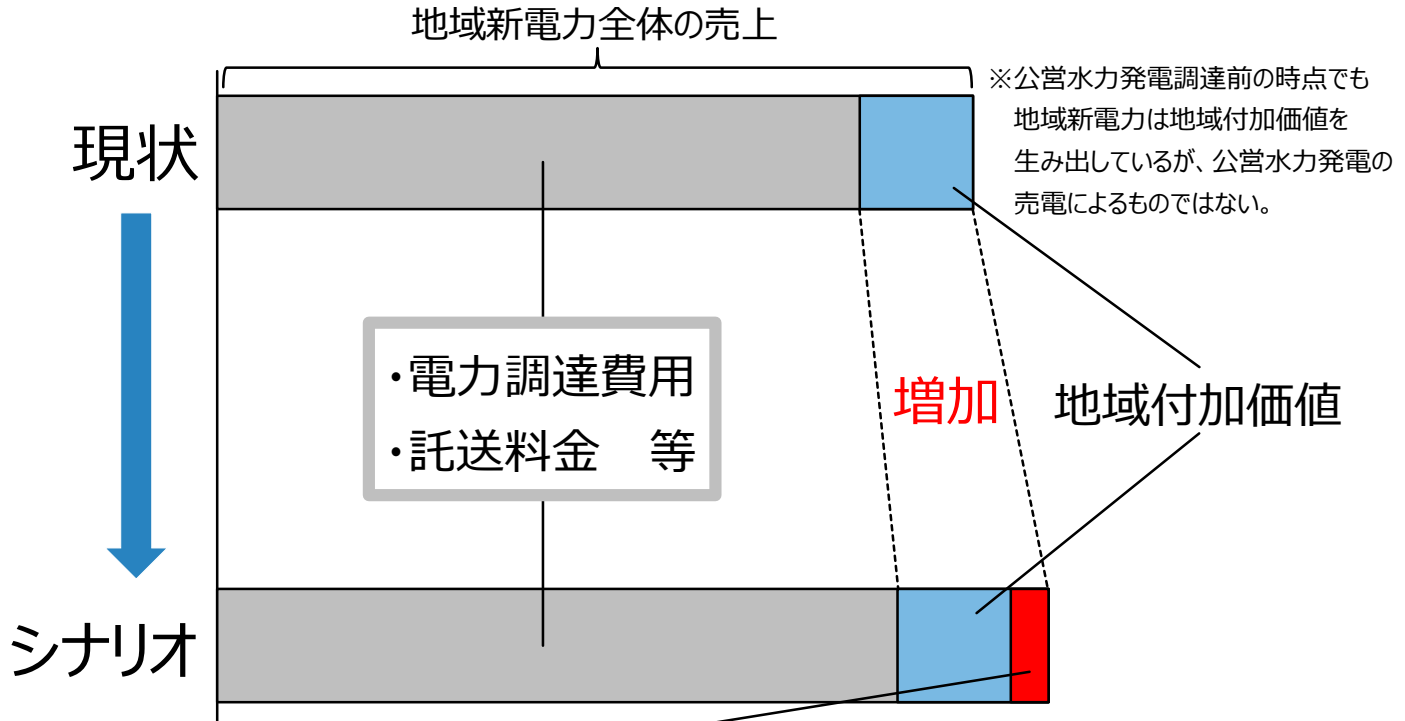 地域新電力全体の売上
※公営水力発電調達前の時点でも
地域新電力は地域付加価値を
生み出しているが、公営水力発電の
売電によるものではない。
現状
・電力調達費用
・託送料金　等
増加
地域付加価値
シナリオ